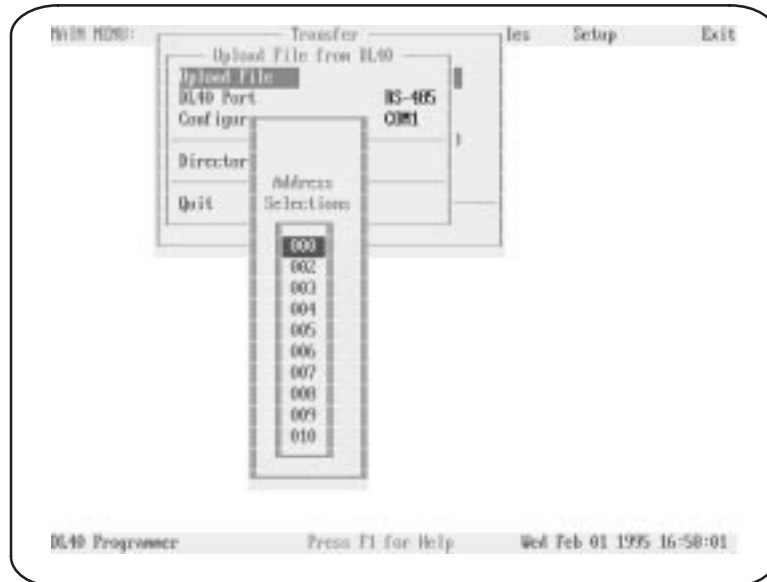 MAIN MENU: Transfer les Setup Exit
Upload File from DL40
Upload File
DL40 Port RS-485
Configur COM1
Director
Quit
Address
Selections
000
002
003
004
005
006
007
008
009
010
DL40 Programmer Press F1 for Help Wed Feb 01 1995 16:58:01